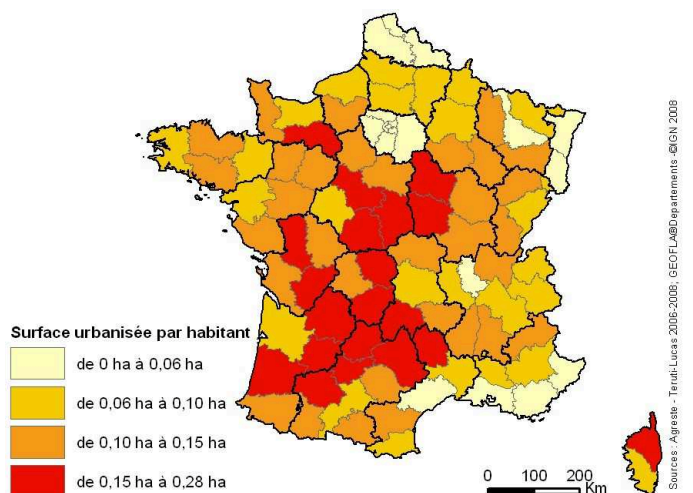 Surface urbanisée par habitant
de 0 ha à 0,06 ha
de 0,06 ha à 0,10 ha
de 0,10 ha à 0,15 ha
de 0,15 ha à 0,28 ha
0 100 200
Km
Sources : Agreste - Teruti-Lucas 2006-2008; GEOFLA®Departements -©IGN 2008